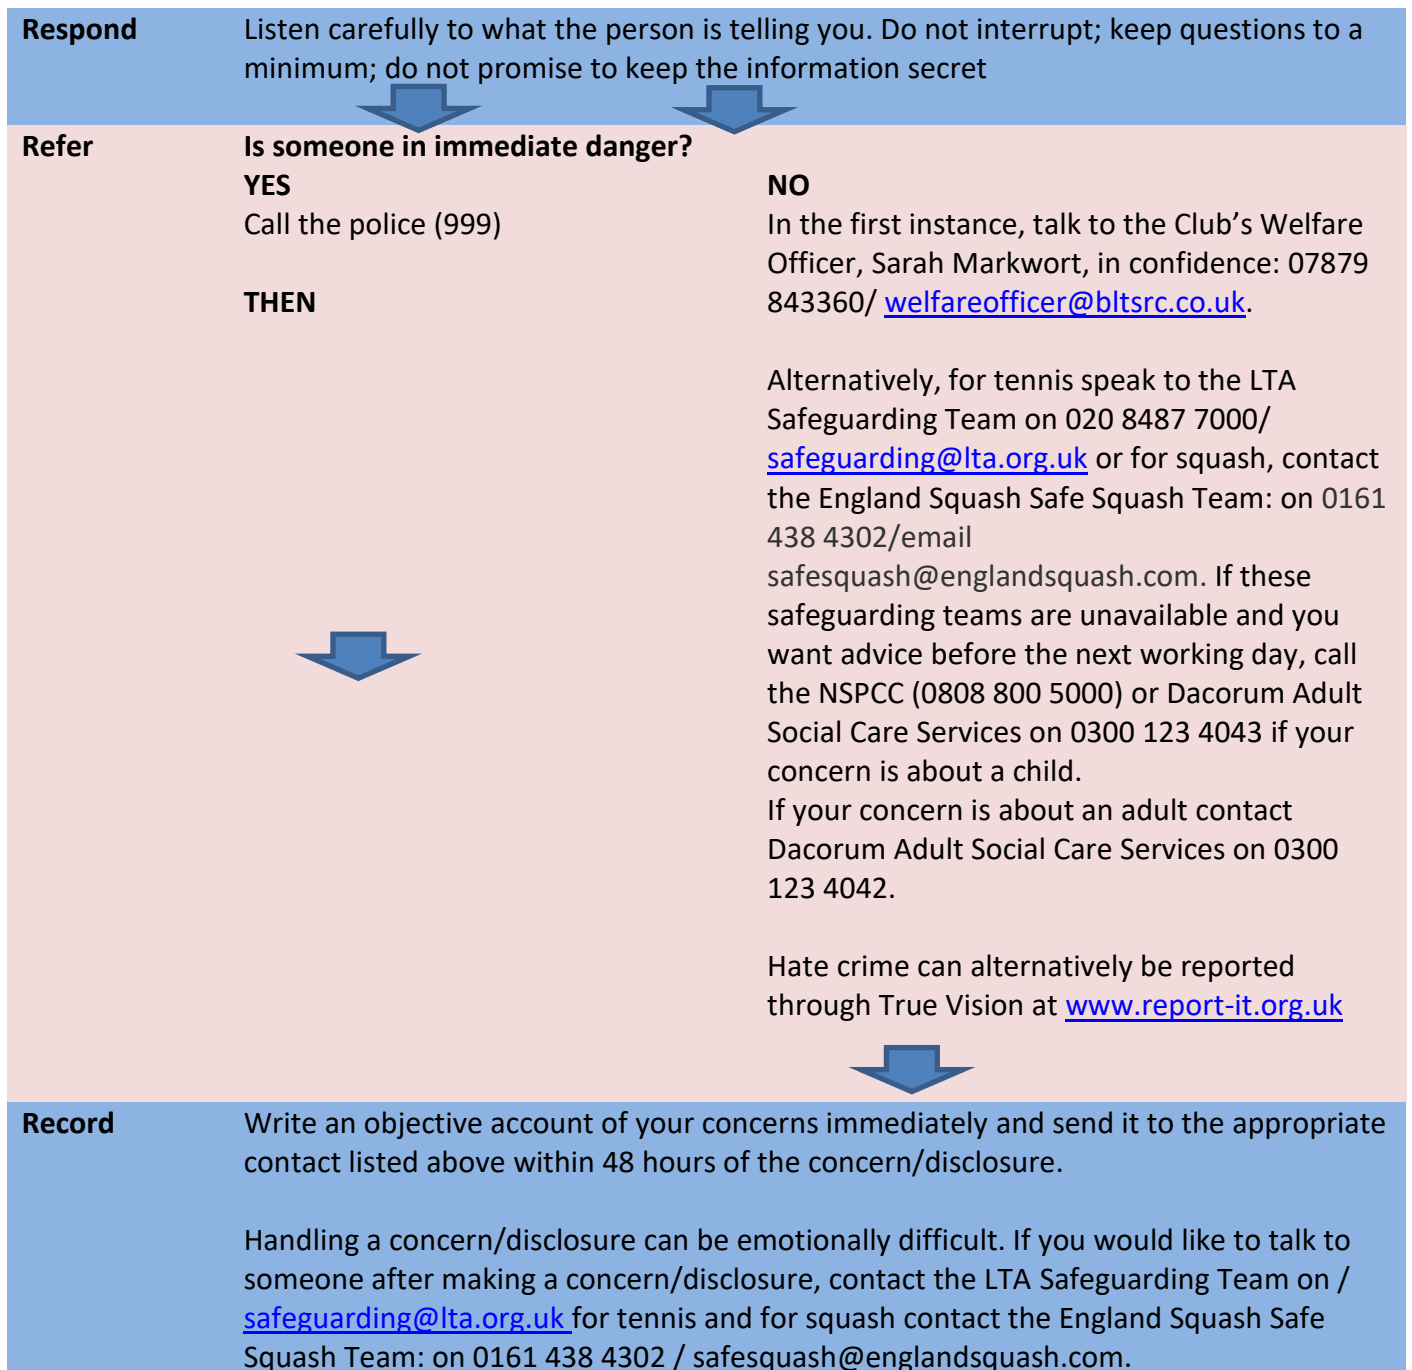 Respond
Listen carefully to what the person is telling you. Do not interrupt; keep questions to a
minimum; do not promise to keep the information secret
Refer
Is someone in immediate danger?
YES
Call the police (999)
THEN
NO
In the first instance, talk to the Club’s Welfare
Officer, Sarah Markwort, in confidence: 07879
843360/ welfareofficer@bltsrc.co.uk.
Alternatively, for tennis speak to the LTA
Safeguarding Team on 020 8487 7000/
safeguarding@lta.org.uk or for squash, contact
the England Squash Safe Squash Team: on 0161
438 4302/email
safesquash@englandsquash.com. If these
safeguarding teams are unavailable and you
want advice before the next working day, call
the NSPCC (0808 800 5000) or Dacorum Adult
Social Care Services on 0300 123 4043 if your
concern is about a child.
If your concern is about an adult contact
Dacorum Adult Social Care Services on 0300
123 4042.
Hate crime can alternatively be reported
through True Vision at www.report-it.org.uk
Record
Write an objective account of your concerns immediately and send it to the appropriate
contact listed above within 48 hours of the concern/disclosure.
Handling a concern/disclosure can be emotionally difficult. If you would like to talk to
someone after making a concern/disclosure, contact the LTA Safeguarding Team on /
safeguarding@lta.org.uk for tennis and for squash contact the England Squash Safe
Squash Team: on 0161 438 4302 / safesquash@englandsquash.com.